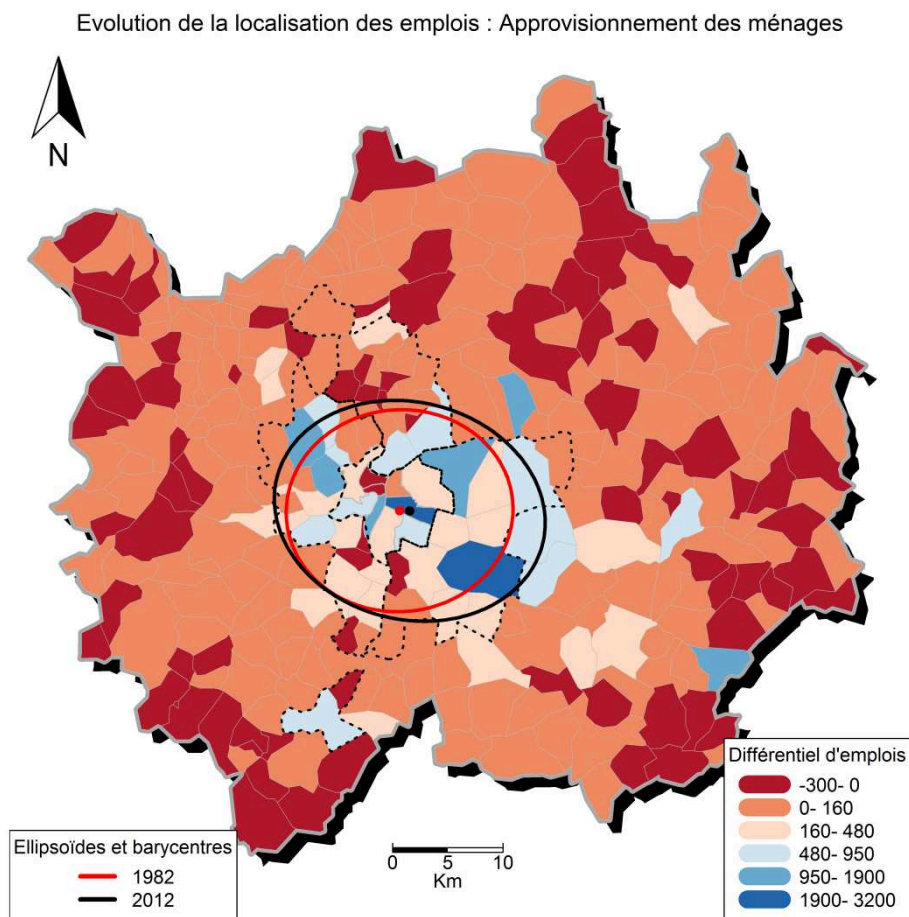 Evolution de la localisation des emplois : Approvisionnement des ménages
N
Différentiel d'emplois
-300- 0
0- 160
160- 480
480- 950
950- 1900
1900- 3200
Ellipsoïdes et barycentres
1982
2012
0 5 10
Km